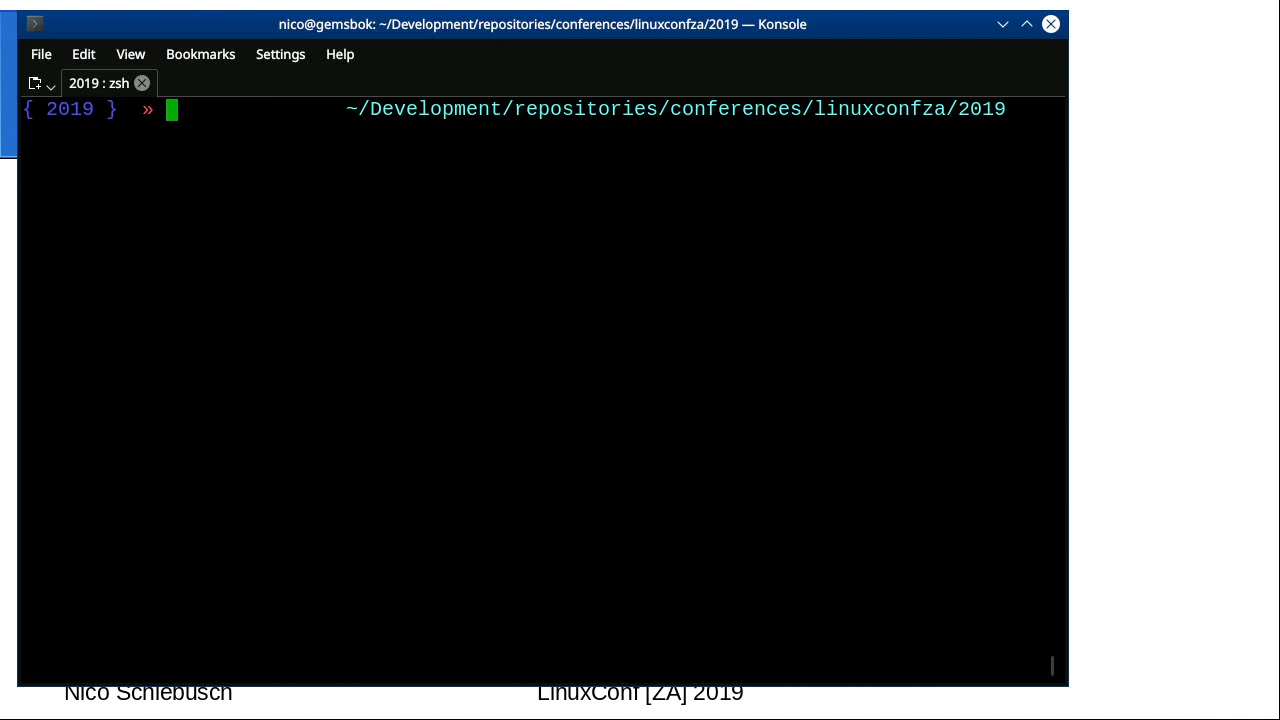 nico@gemsbok: ~/Development/repositories/conferences/linuxconfza/2019 — Konsole
File Edit View Bookmarks Settings Help
2019 : zsh
{ 2019 } » ~/Development/repositories/conferences/linuxconfza/2019
Nico Schlebusch LinuxConf [ZA] 2019